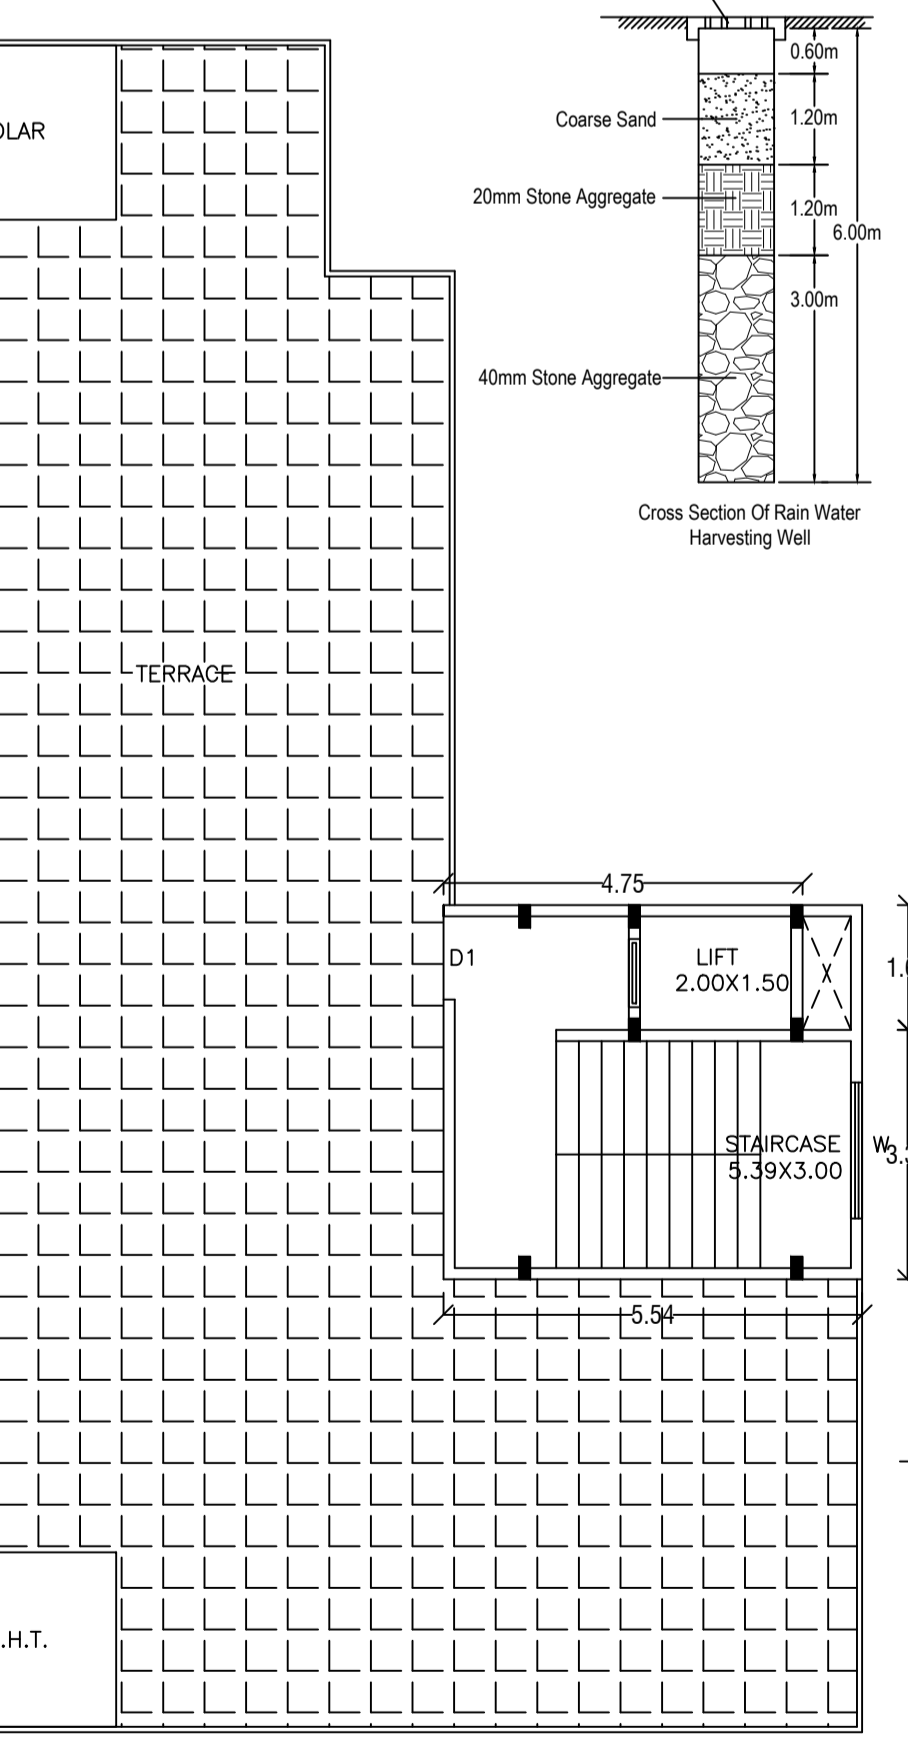 0.60m
Coarse Sand
1.20m
20mm Stone Aggregate
1.20m
6.00m
3.00m
40mm Stone Aggregate
Cross Section Of Rain Water
Harvesting Well
OLAR
TERRACE
4.75
D1
LIFT
2.00X1.50
STAIRCASE
5.39X3.00
W
5.54
.H.T.